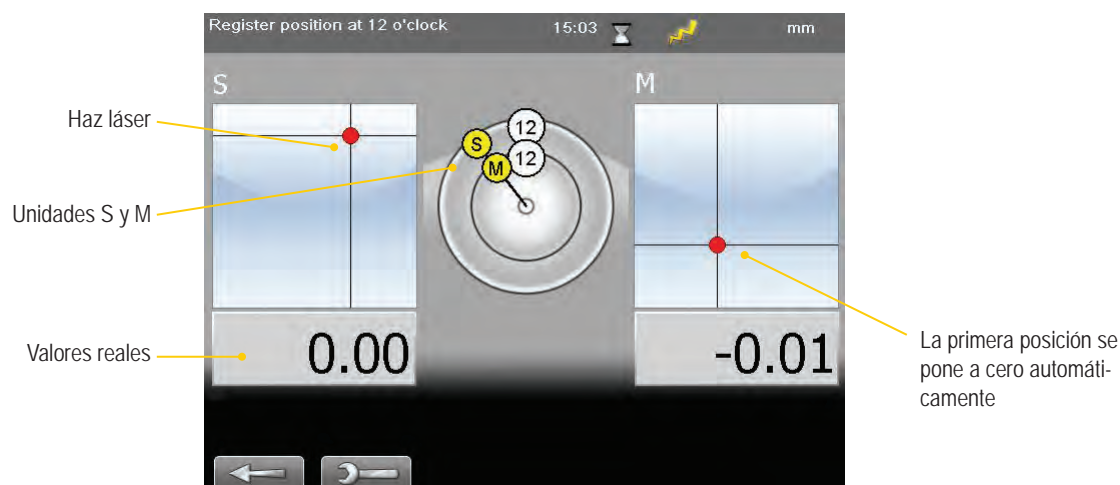 Register position at 12 o'clock 15:03 mm
S
M
Haz láser
12
S
12
M
Unidades S y M
Valores reales
0.00
-0.01
La primera posición se
pone a cero automáti-
camente